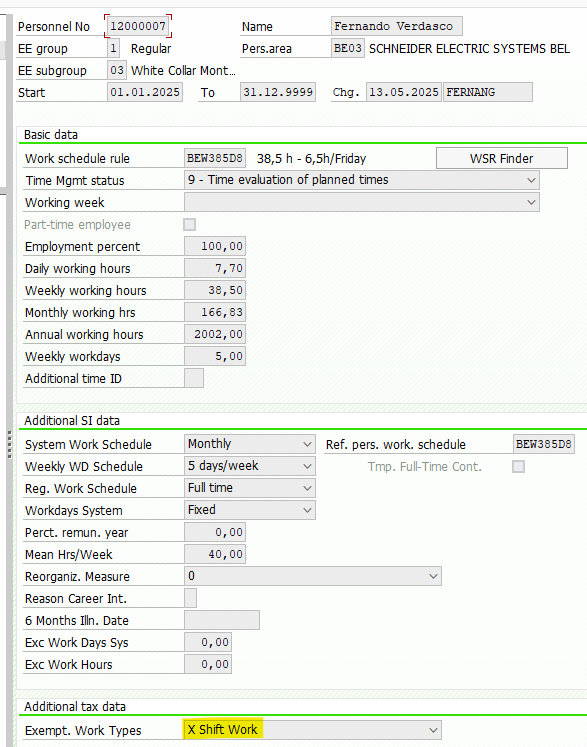 Personnel No 12000007 Name Fernando Verdasco
EE group 1 Regular Pers.area BE03 SCHNEIDER ELECTRIC SYSTEMS BEL
EE subgroup 03 White Collar Mont...
Start 01.01.2025 To 31.12.9999 Chg. 13.05.2025 FERNANG
Basic data
Work schedule rule BEW385D8 38,5 h - 6,5h/Friday WSR Finder
Time Mgmt status 9 - Time evaluation of planned times
Working week
Part-time employee
Employment percent 100,00
Daily working hours 7,70
Weekly working hours 38,50
Monthly working hrs 166,83
Annual working hours 2002,00
Weekly workdays 5,00
Additional time ID
Additional SI data
System Work Schedule Monthly Ref. pers. work. schedule BEW385D8
Weekly WD Schedule 5 days/week Tmp. Full-Time Cont.
Reg. Work Schedule Full time
Workdays System Fixed
Perct. remun. year 0,00
Mean Hrs/Week 40,00
Reorganiz. Measure 0
Reason Career Int.
6 Months Illn. Date
Exc Work Days Sys 0,00
Exc Work Hours 0,00
Additional tax data
Exempt. Work Types X Shift Work